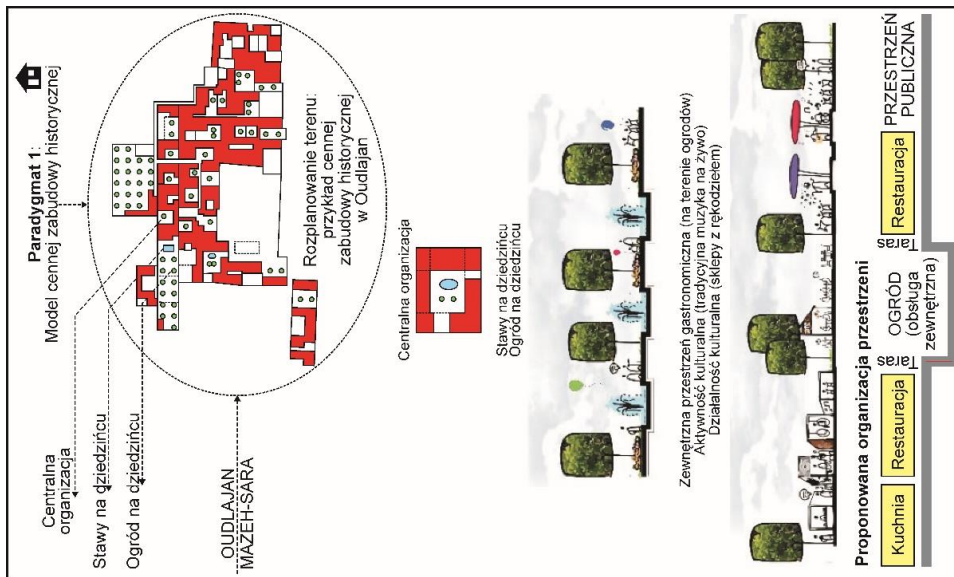 Paradygmat 1:
Model cennej zabudowy historycznej
Centralna
organizacja
Stawy na dziedzińcu
Ogród na dziedzińcu
OUDLAJAN
MAZEH-SARA
Rozplanowanie terenu:
przykład cennej
zabudowy historycznej
w Oudlajan
Centralna organizacja
Stawy na dziedzińcu
Ogród na dziedzińcu
Zewnętrzna przestrzeń gastronomiczna (na terenie ogrodów)
Aktywność kulturalna (tradycyjna muzyka na żywo)
Działalność kulturalna (sklepy z rękodziełem)
Proponowana organizacja przestrzeni
Kuchnia
Restauracja
Taras
OGRÓD
(obsługa
zewnętrzna)
Taras
Restauracja
PRZESTRZEŃ
PUBLICZNA